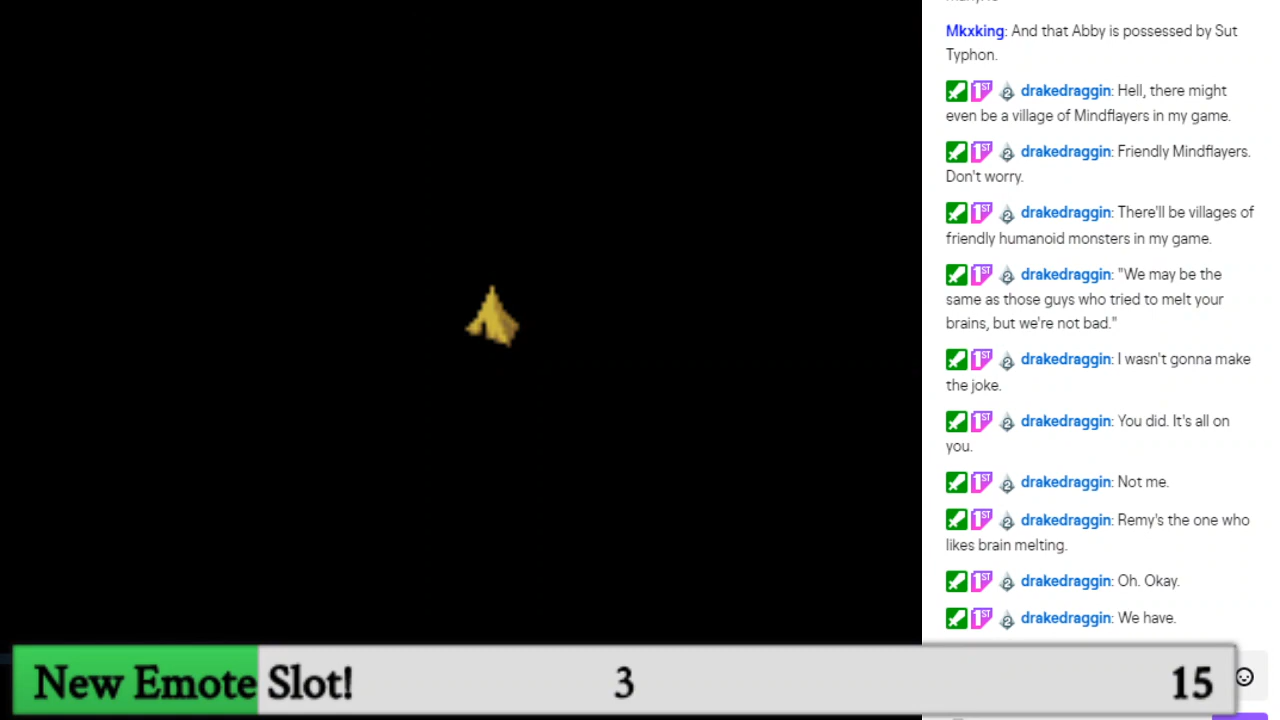 Mkxking: And that Abby is possessed by Sut
Typhon.
drakedraggin: Hell, there might
even be a village of Mindflayers in my game.
drakedraggin: Friendly Mindflayers.
Don't worry.
drakedraggin: There'll be villages of
friendly humanoid monsters in my game.
drakedraggin: "We may be the
same as those guys who tried to melt your
brains, but we're not bad."
drakedraggin: I wasn't gonna make
the joke.
drakedraggin: You did. It's all on
you.
drakedraggin: Not me.
drakedraggin: Remy's the one who
likes brain melting.
drakedraggin: Oh. Okay.
drakedraggin: We have.
New Emote Slot! 3 15